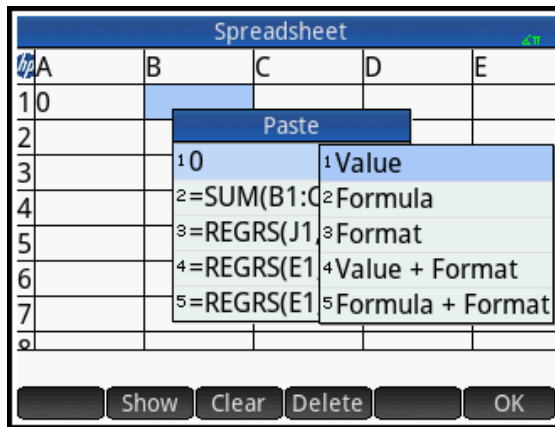 Spreadsheet
∡π
hp A B C D E
1 0
2
3
4
5
6
7
8
Paste
1 0
2 =SUM(B1:C
3 =REGRS(J1,
4 =REGRS(E1
5 =REGRS(E1
1 Value
2 Formula
3 Format
4 Value + Format
5 Formula + Format
Show Clear Delete OK